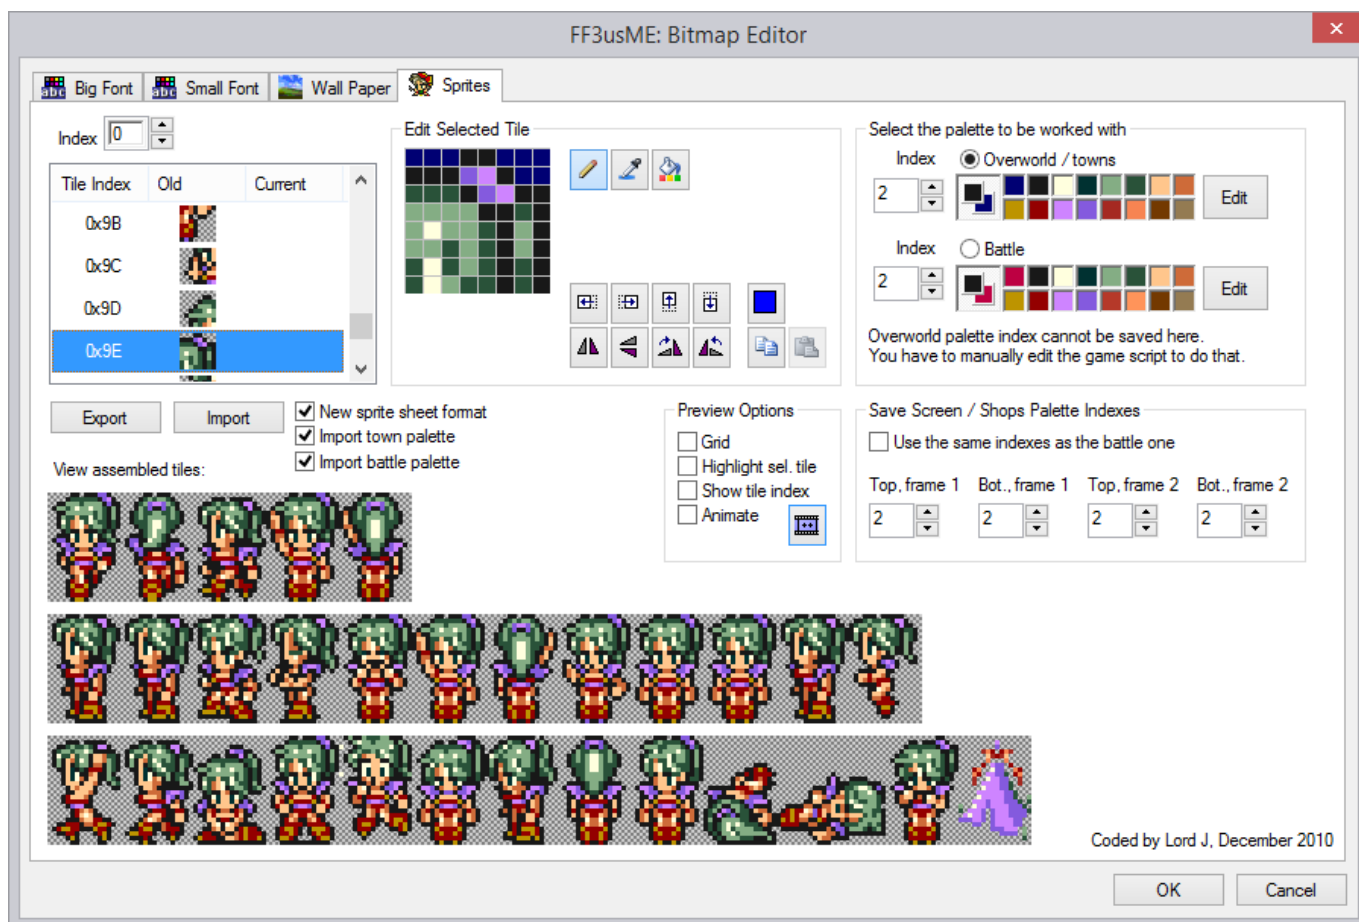 FF3usME: Bitmap Editor
Big Font
Small Font
Wall Paper
Sprites
Index 0
Tile Index Old Current
0x9B
0x9C
0x9D
0x9E
Edit Selected Tile
Select the palette to be worked with
Index Overworld / towns
2 Edit
Index Battle
2 Edit
Overworld palette index cannot be saved here.
You have to manually edit the game script to do that.
Export
Import
New sprite sheet format
Import town palette
Import battle palette
View assembled tiles:
Preview Options
Grid
Highlight sel. tile
Show tile index
Animate
Save Screen / Shops Palette Indexes
Use the same indexes as the battle one
Top, frame 1 Bot., frame 1 Top, frame 2 Bot., frame 2
2 2 2 2
Coded by Lord J, December 2010
OK
Cancel